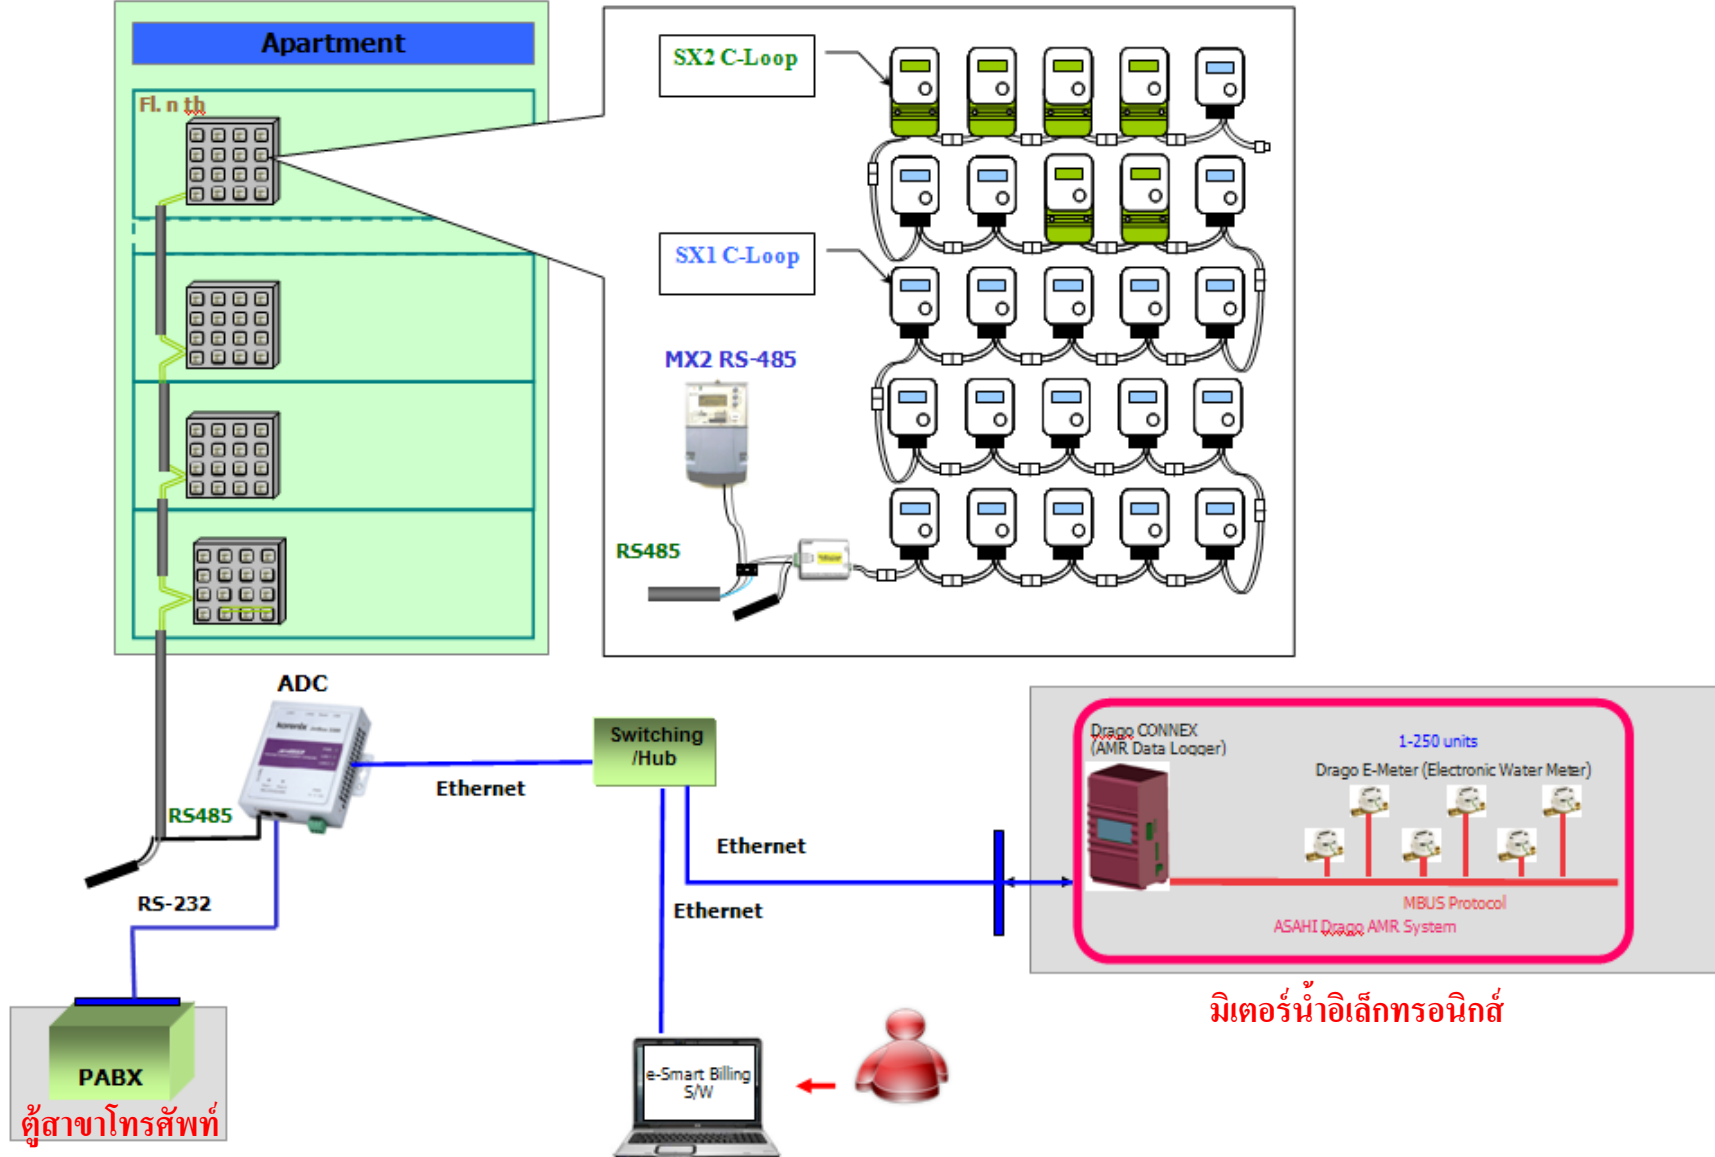 Apartment
Fl. n th
SX2 C-Loop
SX1 C-Loop
MX2 RS-485
RS485
ADC
korenix
Switching
/Hub
Ethernet
RS485
RS-232
Ethernet
Ethernet
PABX
ตู้สาขาโทรศัพท์
e-Smart Billing
S/W
Drago CONNEX
(AMR Data Logger)
1-250 units
Drago E-Meter (Electronic Water Meter)
MBUS Protocol
ASAHI Drago AMR System
มิเตอร์น้ำอิเล็กทรอนิกส์